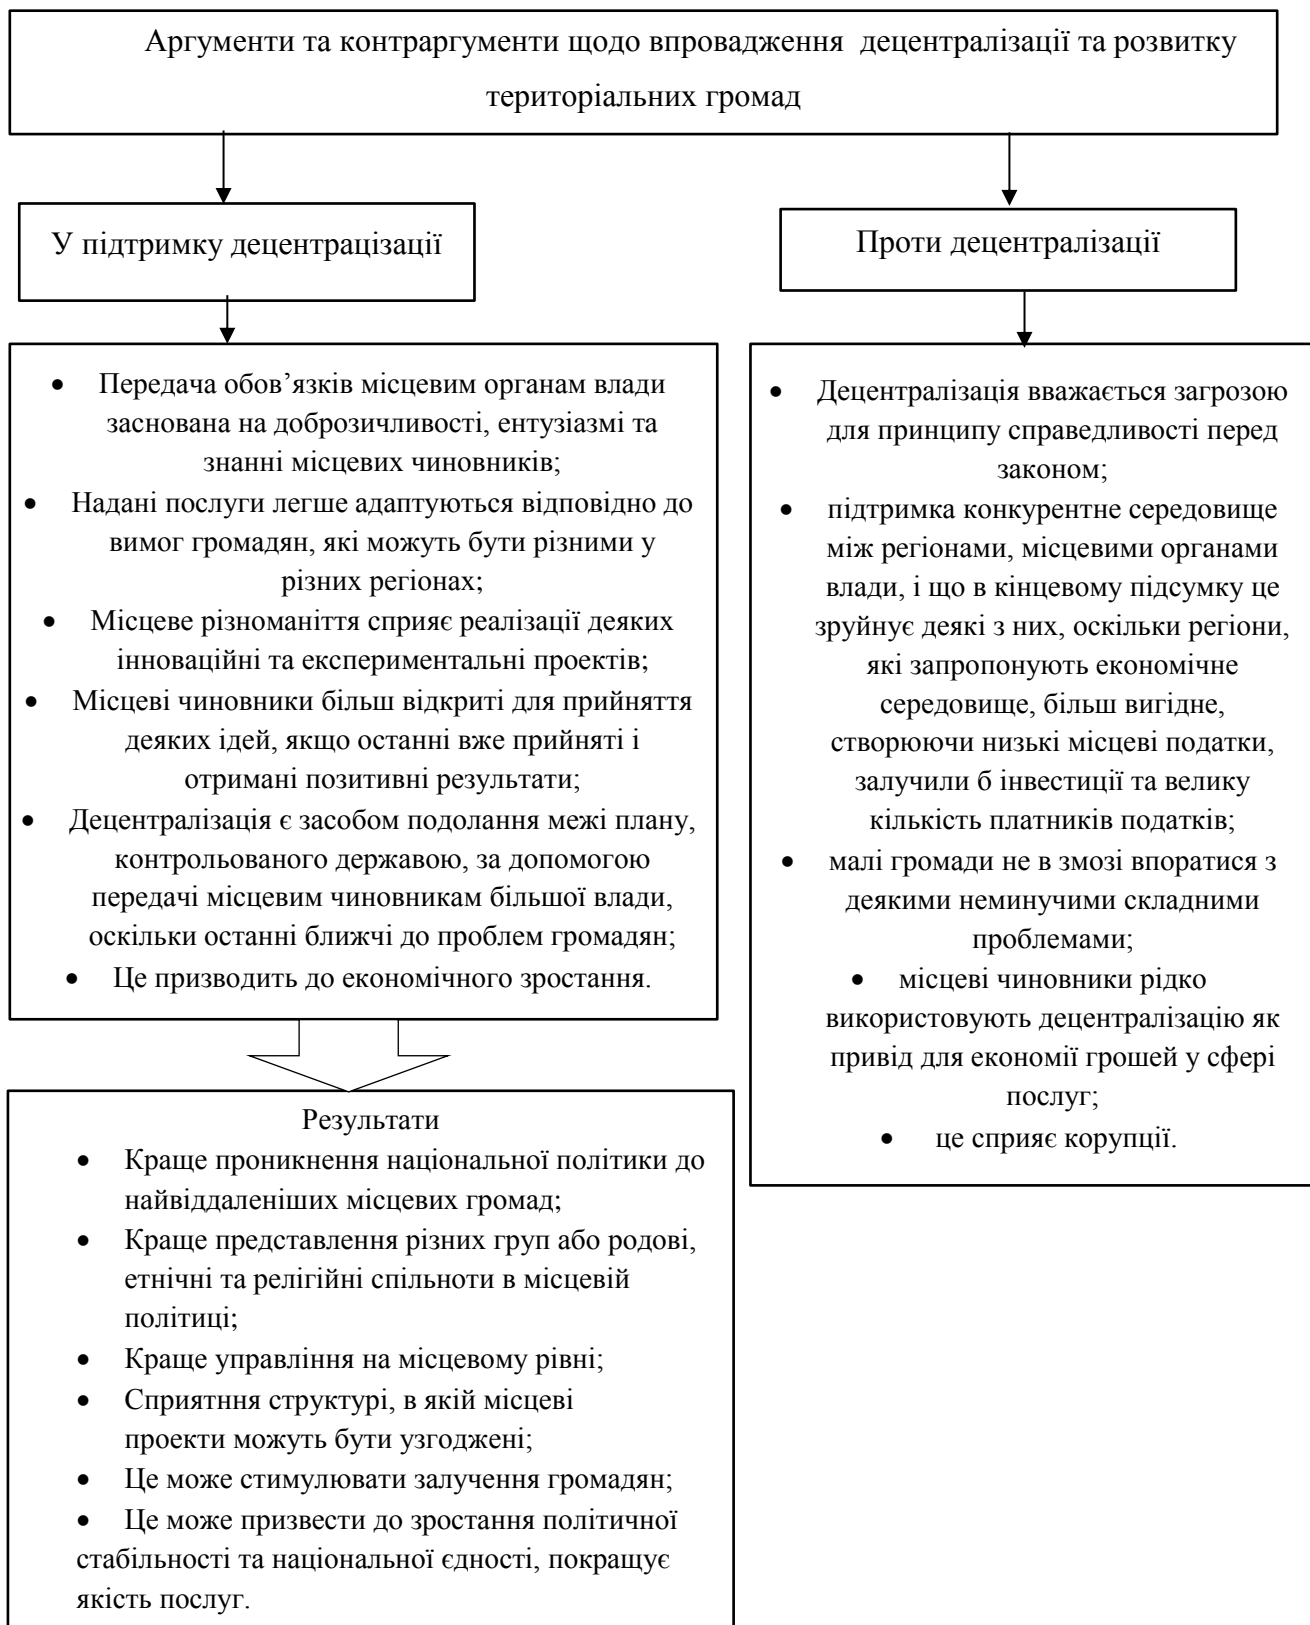 Аргументи та контраргументи щодо впровадження децентралізації та розвитку
територіальних громад
У підтримку децентрацізації
Проти децентралізації
• Передача обов’язків місцевим органам влади
заснована на доброзичливості, ентузіазмі та
знанні місцевих чиновників;
• Надані послуги легше адаптуються відповідно до
вимог громадян, які можуть бути різними у
різних регіонах;
• Місцеве різноманіття сприяє реалізації деяких
інноваційні та експериментальні проектів;
• Місцеві чиновники більш відкриті для прийняття
деяких ідей, якщо останні вже прийняті і
отримані позитивні результати;
• Децентралізація є засобом подолання межі плану,
контрольованого державою, за допомогою
передачі місцевим чиновникам більшої влади,
оскільки останні ближчі до проблем громадян;
• Це призводить до економічного зростання.
• Децентралізація вважається загрозою
для принципу справедливості перед
законом;
• підтримка конкурентне середовище
між регіонами, місцевими органами
влади, і що в кінцевому підсумку це
зруйнує деякі з них, оскільки регіони,
які запропонують економічне
середовище, більш вигідне,
створюючи низькі місцеві податки,
залучили б інвестиції та велику
кількість платників податків;
• малі громади не в змозі впоратися з
деякими неминучими складними
проблемами;
• місцеві чиновники рідко
використовують децентралізацію як
привід для економії грошей у сфері
послуг;
• це сприяє корупції.
Результати
• Краще проникнення національної політики до
найвіддаленіших місцевих громад;
• Краще представлення різних груп або родові,
етнічні та релігійні спільноти в місцевій
політиці;
• Краще управління на місцевому рівні;
• Сприятння структурі, в якій місцеві
проекти можуть бути узгоджені;
• Це може стимулювати залучення громадян;
• Це може призвести до зростання політичної
стабільності та національної єдності, покращує
якість послуг.